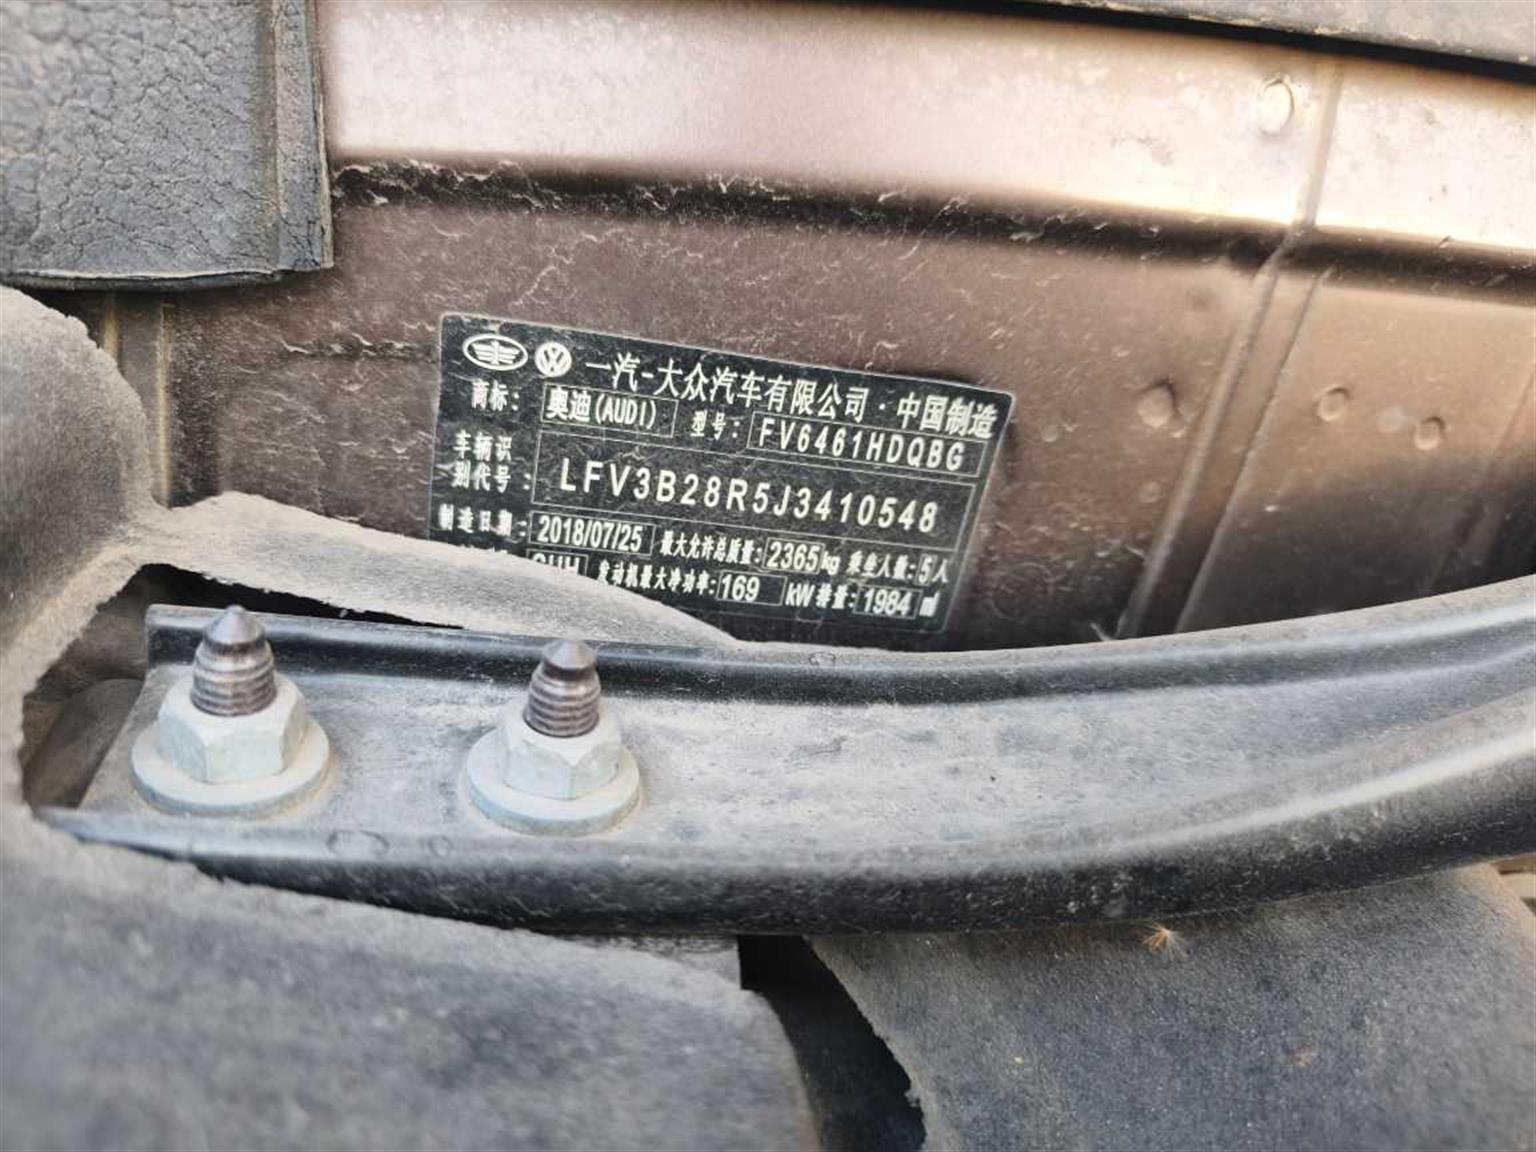 一汽-大众汽车有限公司·中国制造
商标: 奥迪(AUDI) 型号: FV6461HDQBG
车辆识别代号: LFV3B28R5J3410548
制造日期: 2018/07/25 最大允许总质量: 2365kg 乘坐人数: 5人
发动机最大净功率: 169 kW 排量: 1984 ml